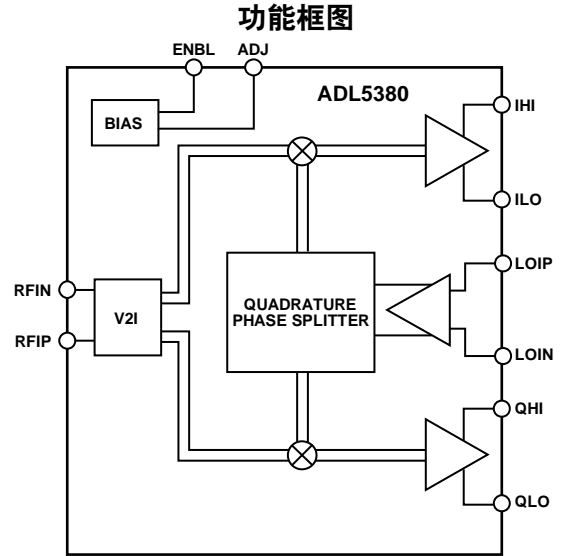 功能框图
ENBL ADJ
ADL5380
IHI
BIAS
ILO
LOIP
RFIN
V2I
QUADRATURE
PHASE SPLITTER
RFIP
LOIN
QHI
QLO